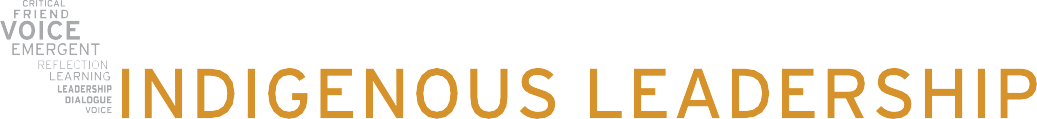 CRITICAL
FRIEND
VOICE
EMERGENT
REFLECTION
LEARNING
LEADERSHIP
DIALOGUE
VOICE
INDIGENOUS LEADERSHIP